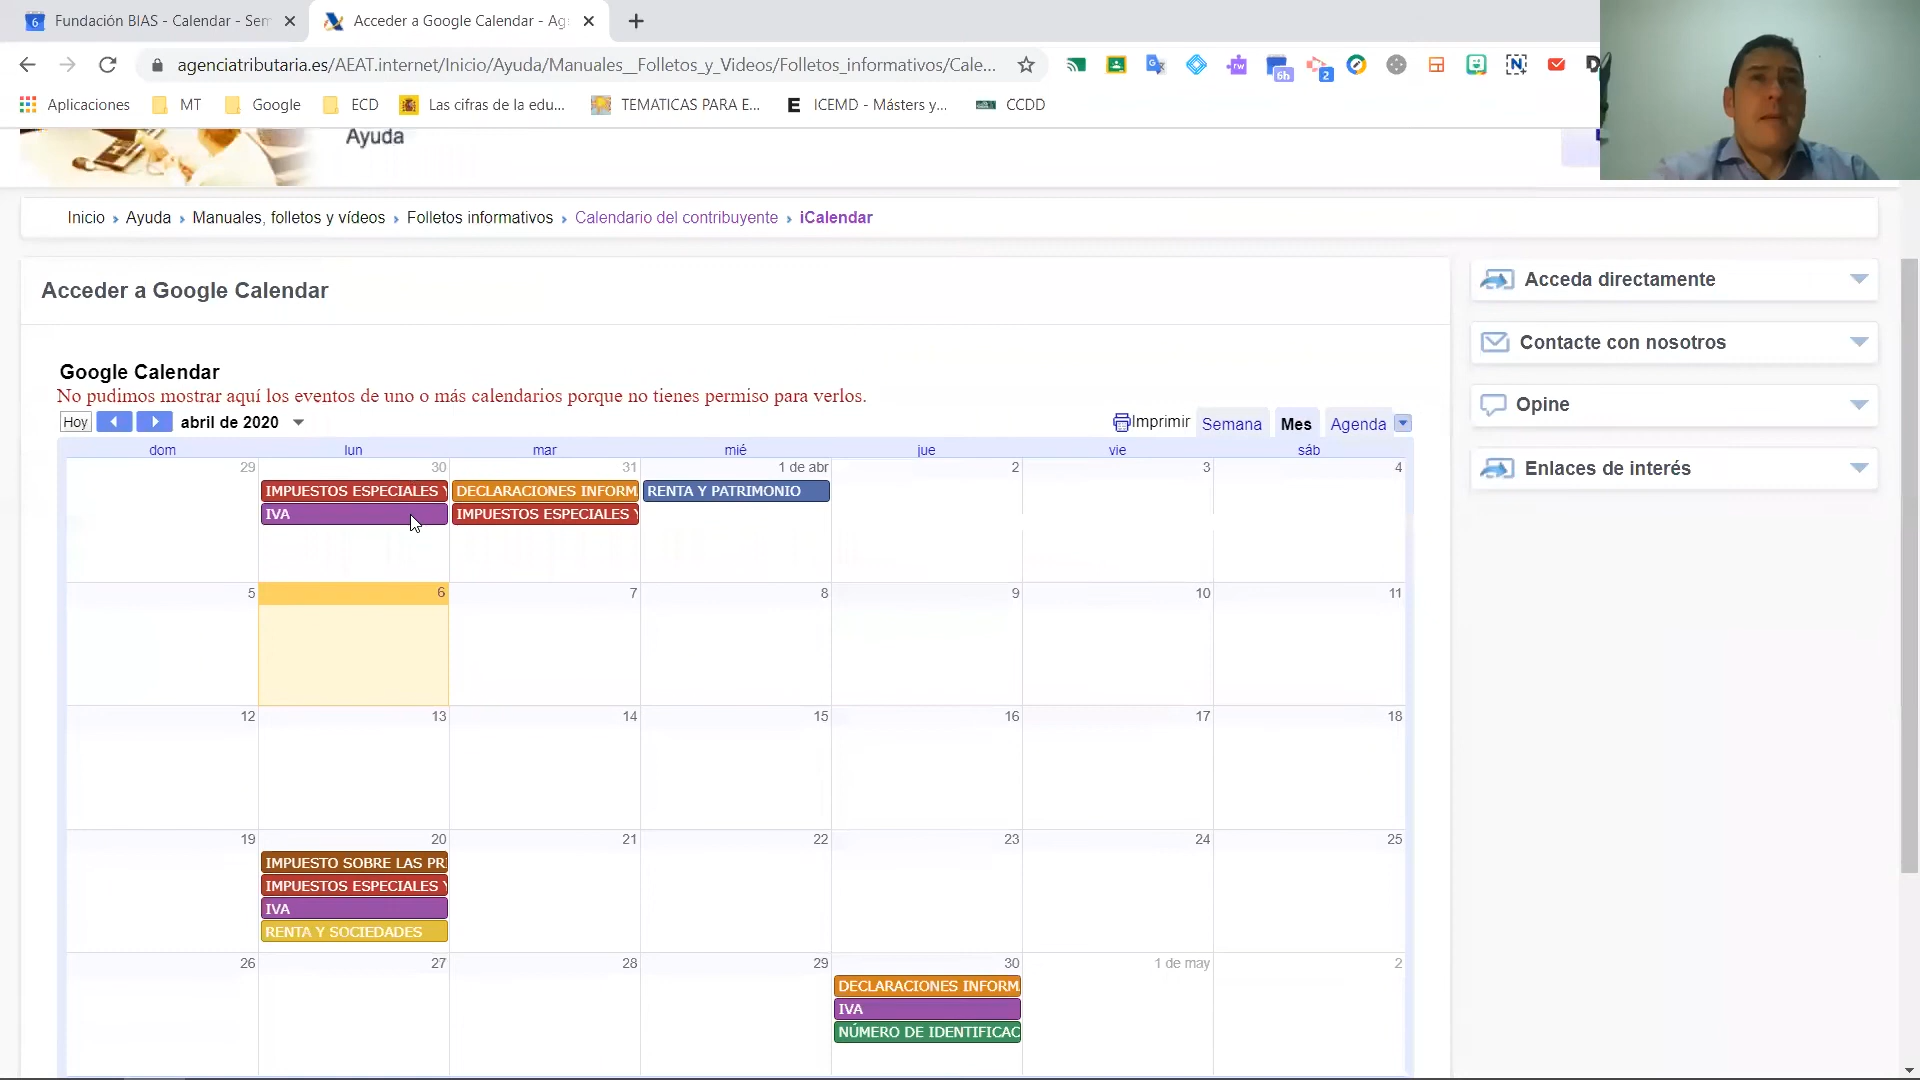 Fundación BIAS - Calendar - Sem
Acceder a Google Calendar - Ag
agenciatributaria.es/AEAT.internet/Inicio/Ayuda/Manuales__Folletos_y_Videos/Folletos_informativos/Cale...
Aplicaciones MT Google ECD Las cifras de la edu... TEMATICAS PARA E... ICEMD - Másters y... CCDD
Ayuda
Inicio › Ayuda › Manuales, folletos y vídeos › Folletos informativos › Calendario del contribuyente › iCalendar
Acceder a Google Calendar
Acceda directamente
Contacte con nosotros
Opine
Enlaces de interés
Google Calendar
No pudimos mostrar aquí los eventos de uno o más calendarios porque no tienes permiso para verlos.
Hoy abril de 2020 Imprimir Semana Mes Agenda
dom lun mar mié jue vie sáb
29 30 31 1 de abr 2 3 4
IMPUESTOS ESPECIALES Y DECLARACIONES INFORM RENTA Y PATRIMONIO
IVA IMPUESTOS ESPECIALES Y
5 6 7 8 9 10 11
12 13 14 15 16 17 18
19 20 21 22 23 24 25
IMPUESTO SOBRE LAS PR
IMPUESTOS ESPECIALES Y
IVA
RENTA Y SOCIEDADES
26 27 28 29 30 1 de may 2
DECLARACIONES INFORM
IVA
NÚMERO DE IDENTIFICAC